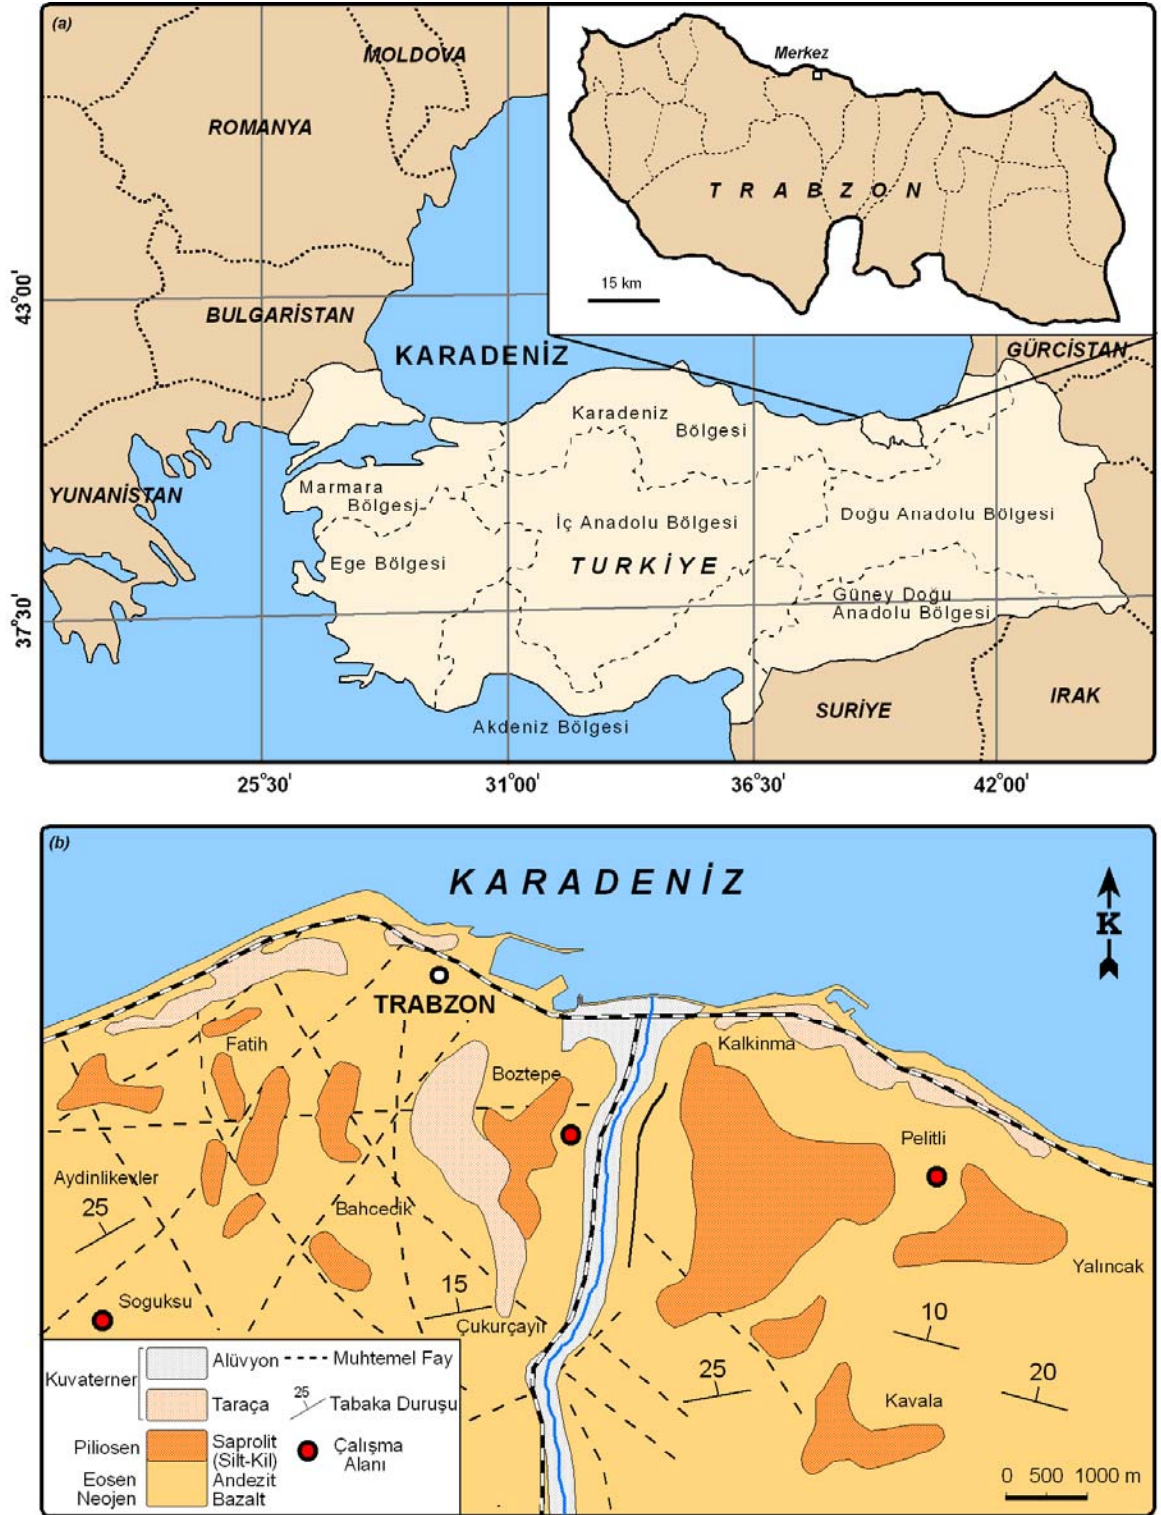 (a)
MOLDOVA
ROMANYA
BULGARİSTAN
YUNANİSTAN
KARADENİZ
Merkez
TRABZON
15 km
GÜRCİSTAN
Karadeniz
Bölgesi
Marmara
Bölgesi
İç Anadolu Bölgesi
Doğu Anadolu Bölgesi
Ege Bölgesi
TURKİYE
Güney Doğu
Anadolu Bölgesi
Akdeniz Bölgesi
SURİYE
IRAK
43°00'
37°30'
25°30'
31°00'
36°30'
42°00'
(b)
KARADENİZ
K
TRABZON
Fatih
Boztepe
Kalkinma
Pelitli
Aydinlikevler
25
Bahcecik
Soguksu
15
Çukurçayir
Yalıncak
10
25
20
Kavala
Kuvaterner
Alüvyon
Muhtemel Fay
Taraça
25
Tabaka Duruşu
Piliosen
Saprolit
(Silt-Kil)
Çalışma
Alanı
Eosen
Neojen
Andezit
Bazalt
0 500 1000 m